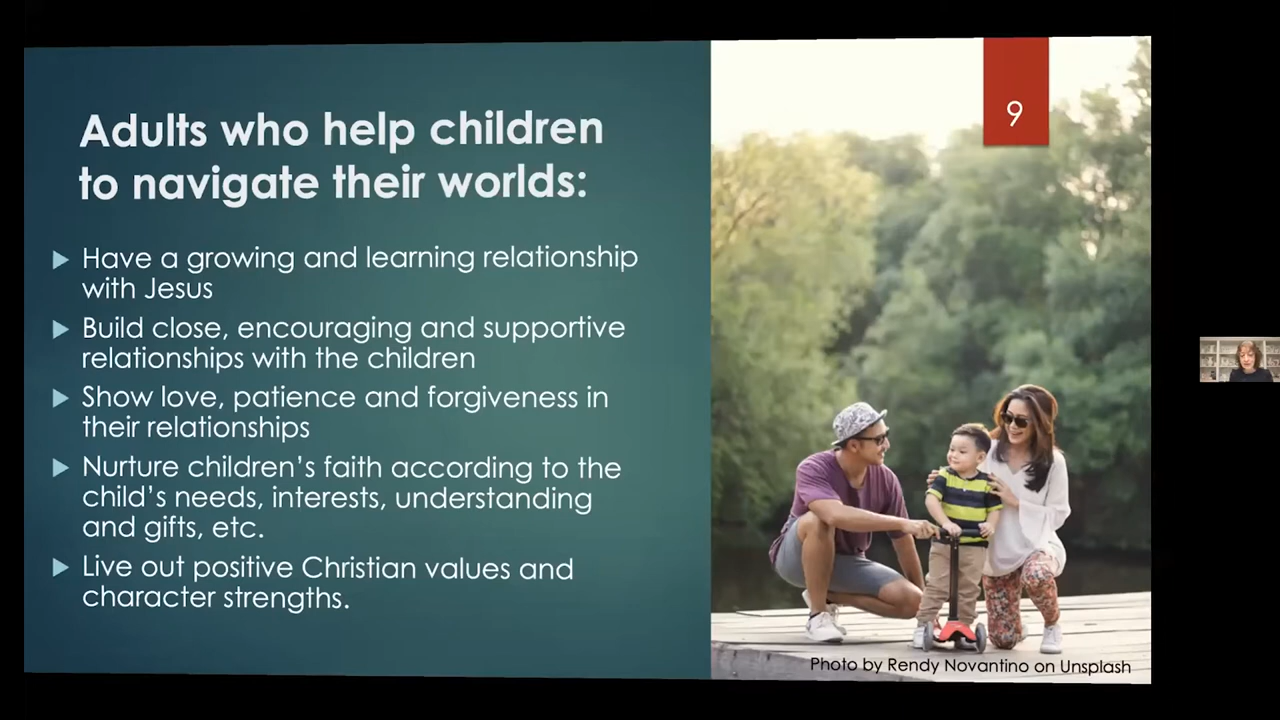 Adults who help children
to navigate their worlds:
Have a growing and learning relationship
with Jesus
Build close, encouraging and supportive
relationships with the children
Show love, patience and forgiveness in
their relationships
Nurture children's faith according to the
child's needs, interests, understanding
and gifts, etc.
Live out positive Christian values and
character strengths.
9
Photo by Rendy Novantino on Unsplash